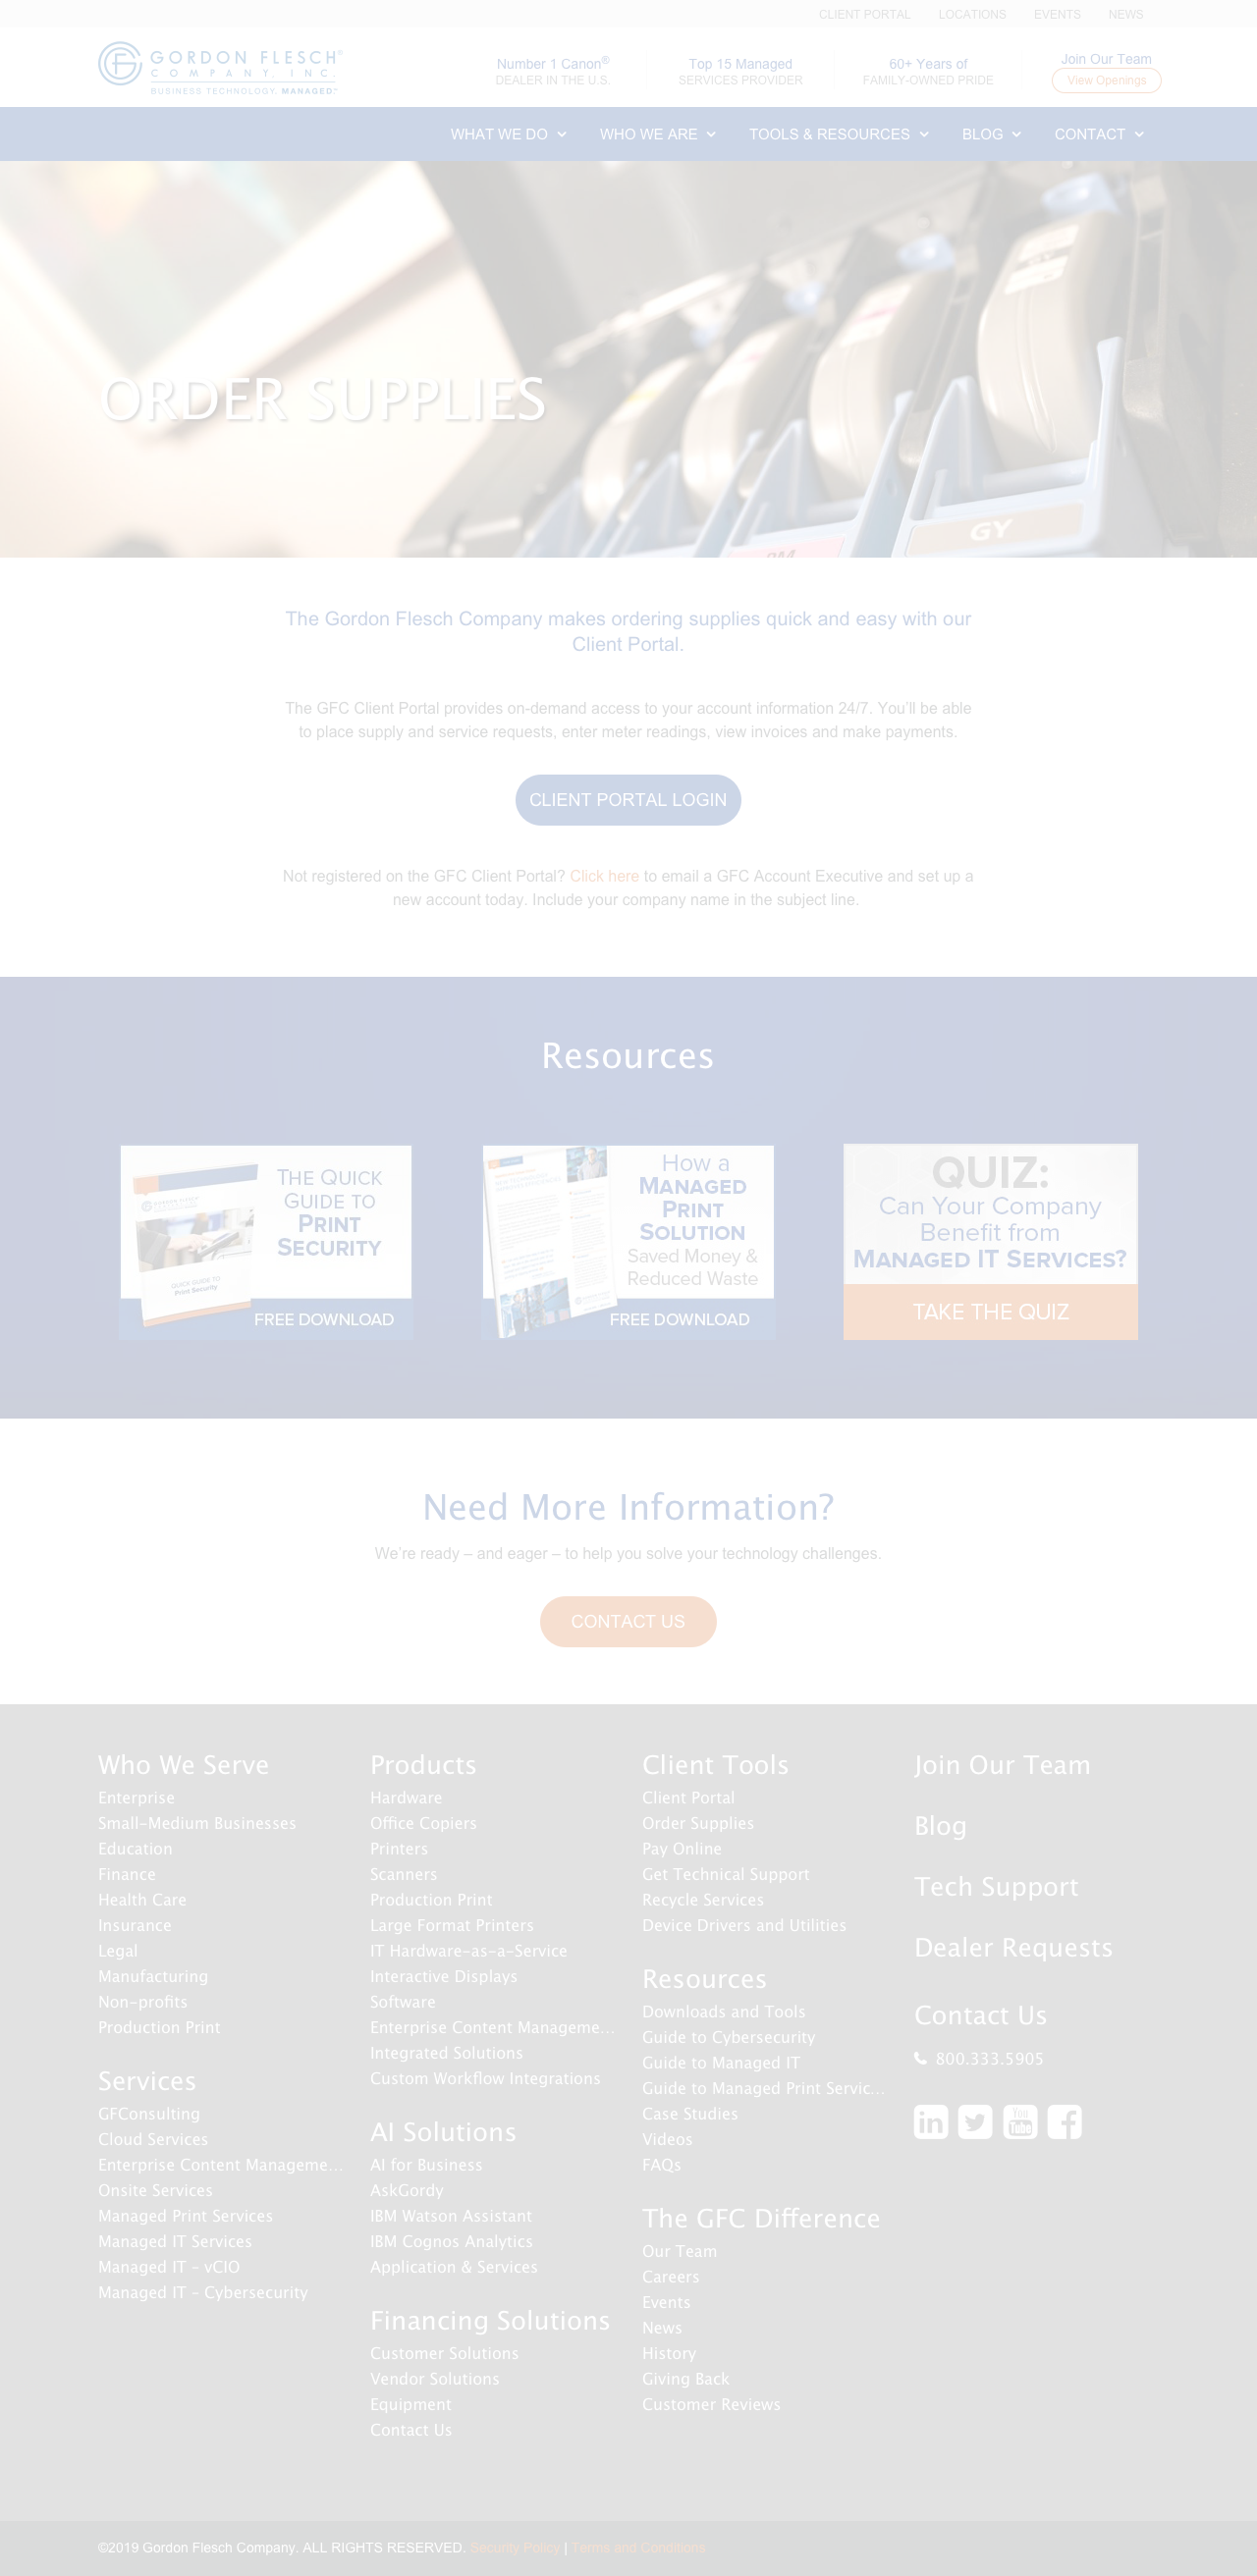 CLIENT PORTAL LOCATIONS EVENTS NEWS
GORDON FLESCH®
COMPANY, INC.
BUSINESS TECHNOLOGY. MANAGED.™
Number 1 Canon®
DEALER IN THE U.S.
Top 15 Managed
SERVICES PROVIDER
60+ Years of
FAMILY-OWNED PRIDE
Join Our Team
View Openings
WHAT WE DO WHO WE ARE TOOLS & RESOURCES BLOG CONTACT
ORDER SUPPLIES
GY
PM
GY
The Gordon Flesch Company makes ordering supplies quick and easy with our
Client Portal.
The GFC Client Portal provides on-demand access to your account information 24/7. You’ll be able
to place supply and service requests, enter meter readings, view invoices and make payments.
CLIENT PORTAL LOGIN
Not registered on the GFC Client Portal? Click here to email a GFC Account Executive and set up a
new account today. Include your company name in the subject line.
Resources
GORDON FLESCH
QUICK GUIDE TO
Print Security
THE QUICK
GUIDE TO
PRINT
SECURITY
FREE DOWNLOAD
How a
MANAGED
PRINT
SOLUTION
Saved Money &
Reduced Waste
FREE DOWNLOAD
QUIZ:
Can Your Company
Benefit from
MANAGED IT SERVICES?
TAKE THE QUIZ
Need More Information?
We’re ready – and eager – to help you solve your technology challenges.
CONTACT US
Who We Serve
Enterprise
Small-Medium Businesses
Education
Finance
Health Care
Insurance
Legal
Manufacturing
Non-profits
Production Print
Services
GFConsulting
Cloud Services
Enterprise Content Manageme...
Onsite Services
Managed Print Services
Managed IT Services
Managed IT - vCIO
Managed IT - Cybersecurity
Products
Hardware
Office Copiers
Printers
Scanners
Production Print
Large Format Printers
IT Hardware-as-a-Service
Interactive Displays
Software
Enterprise Content Manageme...
Integrated Solutions
Custom Workflow Integrations
AI Solutions
AI for Business
AskGordy
IBM Watson Assistant
IBM Cognos Analytics
Application & Services
Financing Solutions
Customer Solutions
Vendor Solutions
Equipment
Contact Us
Client Tools
Client Portal
Order Supplies
Pay Online
Get Technical Support
Recycle Services
Device Drivers and Utilities
Resources
Downloads and Tools
Guide to Cybersecurity
Guide to Managed IT
Guide to Managed Print Servic...
Case Studies
Videos
FAQs
The GFC Difference
Our Team
Careers
Events
News
History
Giving Back
Customer Reviews
Join Our Team
Blog
Tech Support
Dealer Requests
Contact Us
800.333.5905
in
You
Tube
©2019 Gordon Flesch Company. ALL RIGHTS RESERVED. Security Policy | Terms and Conditions